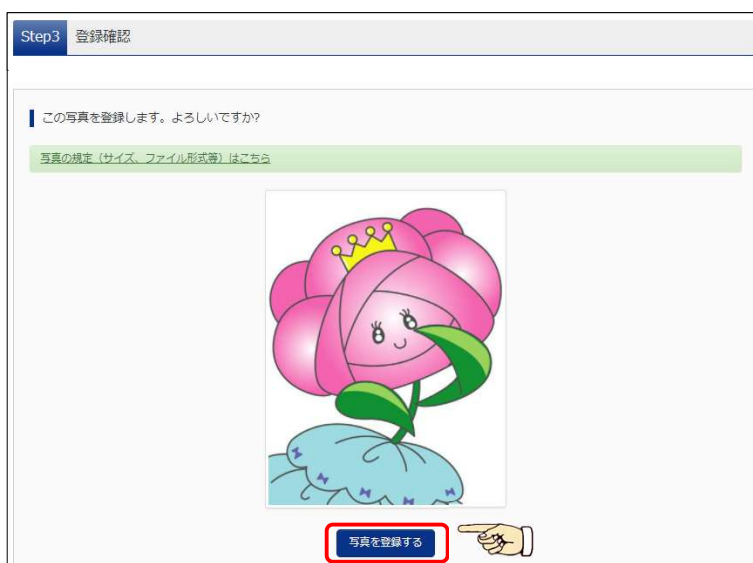 Step3 登録確認
この写真を登録します。よろしいですか?
写真の規定（サイズ、ファイル形式等）はこちら
写真を登録する